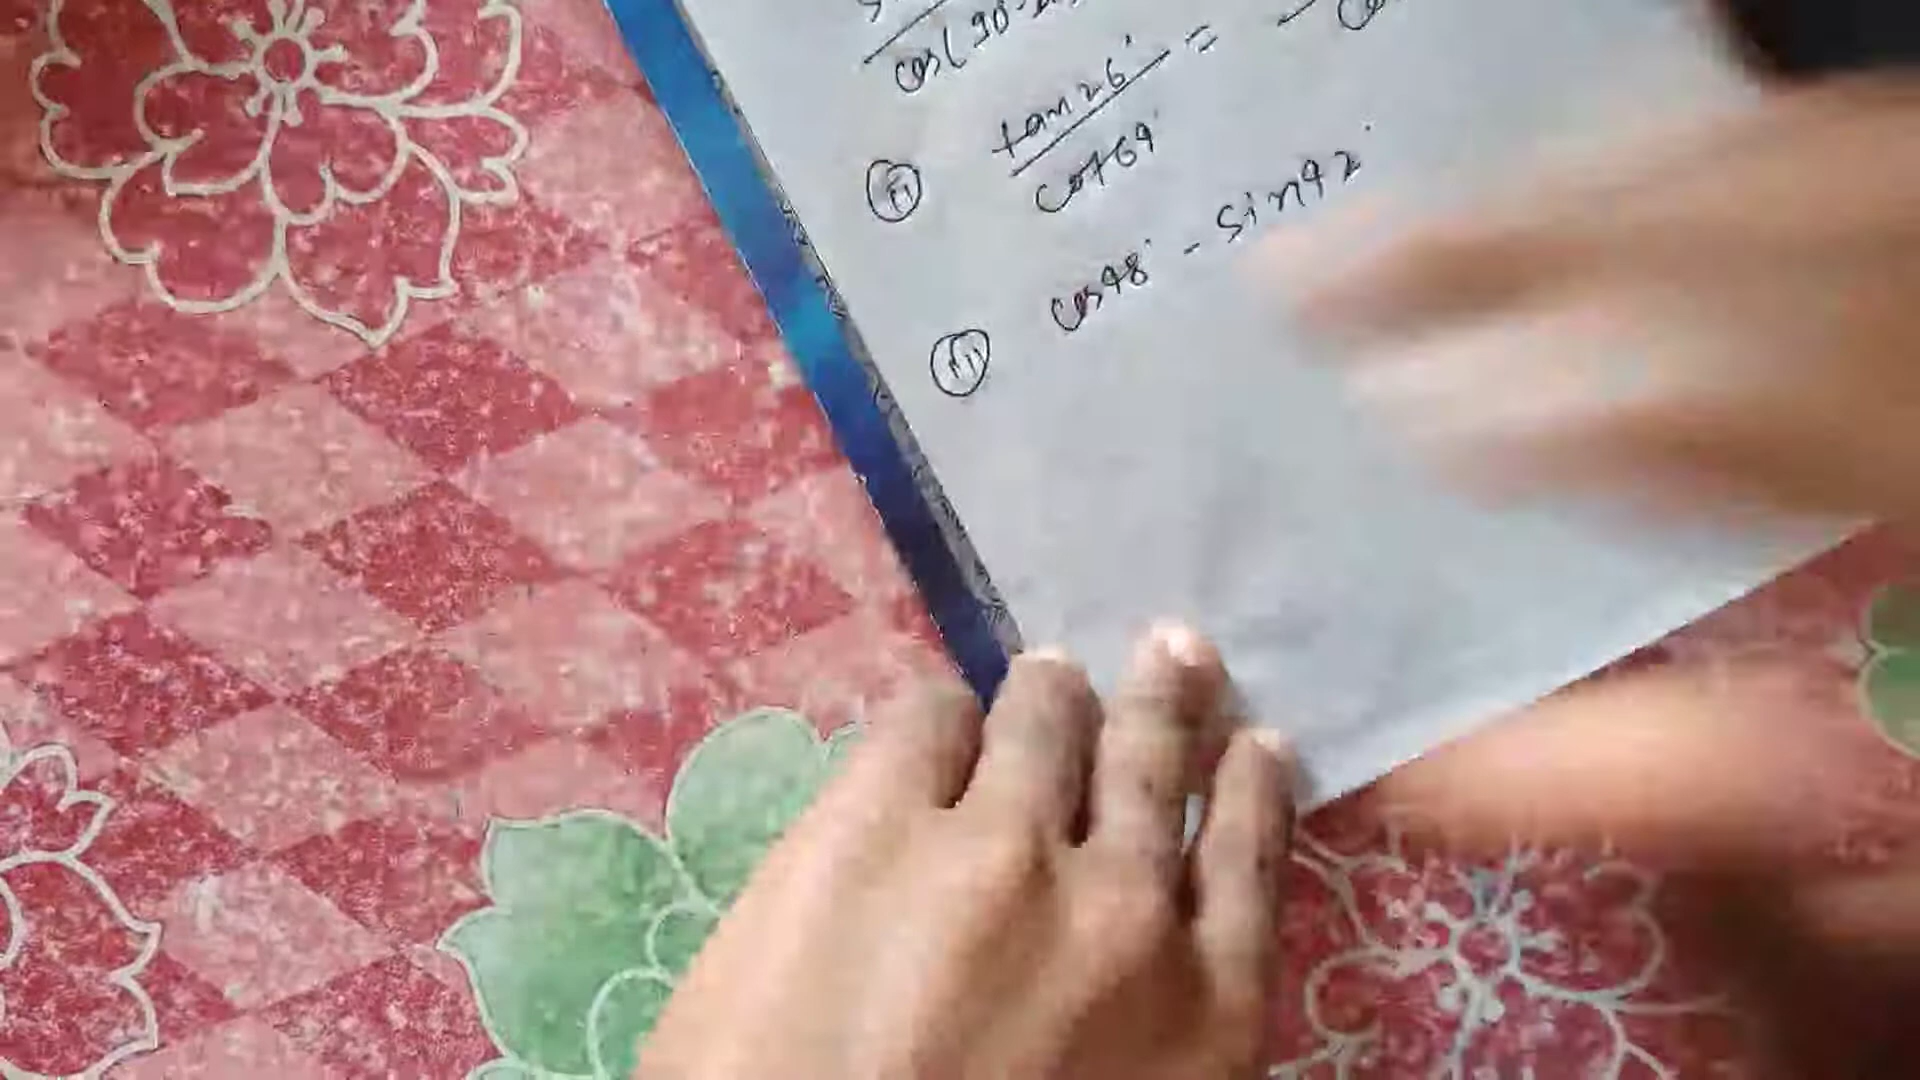 cos(90°-
(ii) tan26° =
cot64°
(iii) cos48° - sin42°